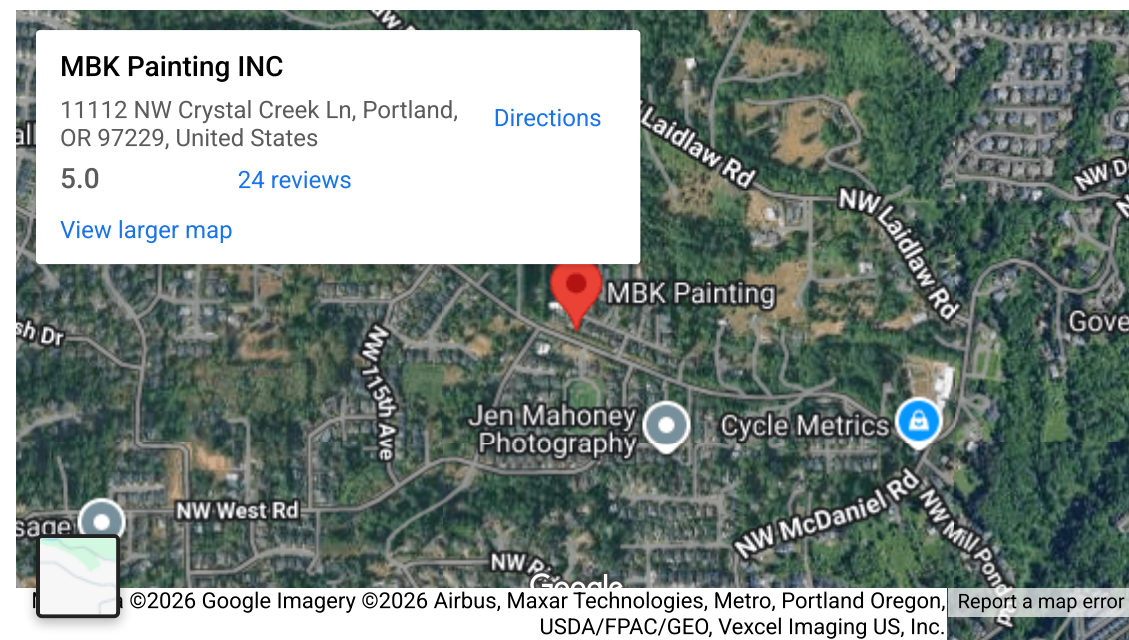 MBK Painting INC
11112 NW Crystal Creek Ln, Portland,
OR 97229, United States
Directions
5.0
24 reviews
View larger map
Laidlaw Rd
NW Laidlaw Rd
NW D
MBK Painting
Gove
sh Dr
NW 115th Ave
Jen Mahoney
Photography
Cycle Metrics
NW West Rd
sage
NW McDaniel Rd
NW Mill Pond
NW
Google
©2026 Google Imagery ©2026 Airbus, Maxar Technologies, Metro, Portland Oregon,
USDA/FPAC/GEO, Vexcel Imaging US, Inc.
Report a map error